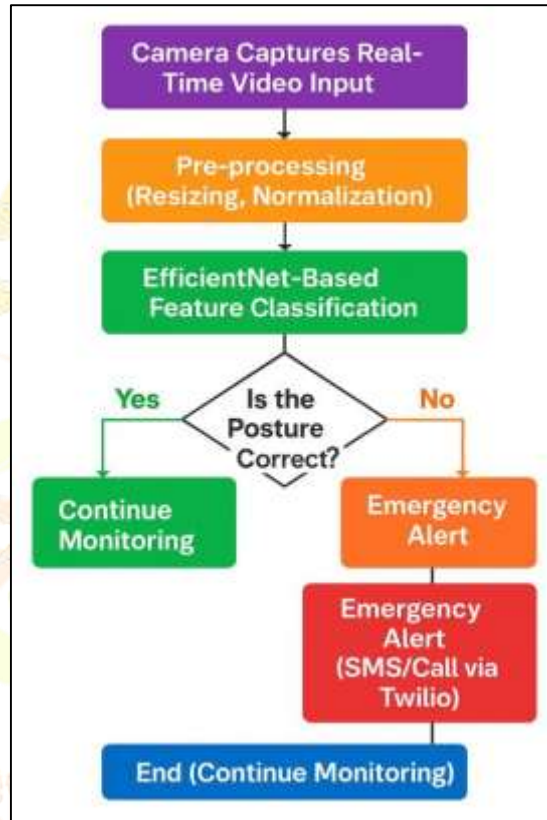 Camera Captures Real-
Time Video Input
Pre-processing
(Resizing, Normalization)
EfficientNet-Based
Feature Classification
Is the
Posture
Correct?
Yes
No
Continue
Monitoring
Emergency
Alert
Emergency
Alert
(SMS/Call via
Twilio)
End (Continue Monitoring)